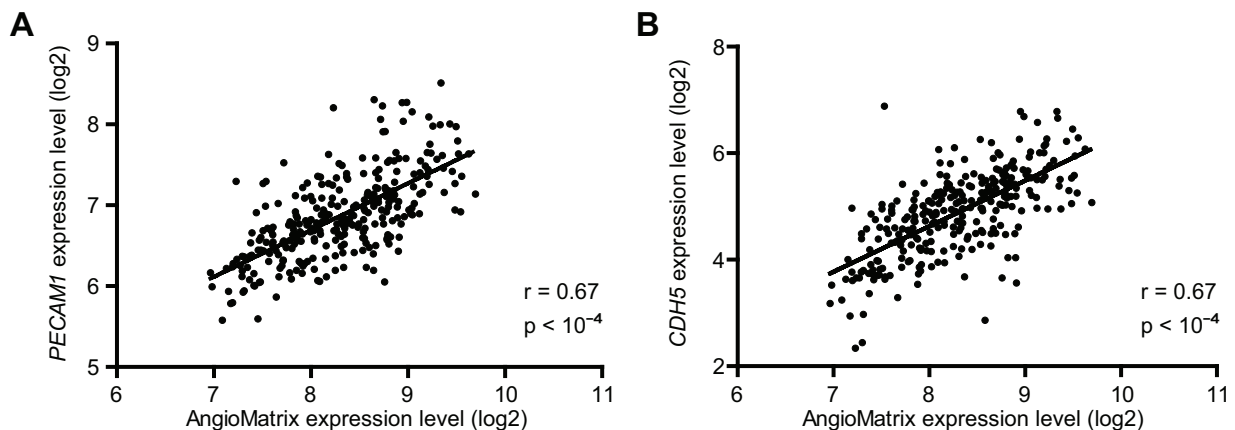 A
PECAM1 expression level (log2)
9
8
7
6
5
6 7 8 9 10 11
AngioMatrix expression level (log2)
r = 0.67
p < 10⁻⁴
B
CDH5 expression level (log2)
8
6
4
2
6 7 8 9 10 11
AngioMatrix expression level (log2)
r = 0.67
p < 10⁻⁴